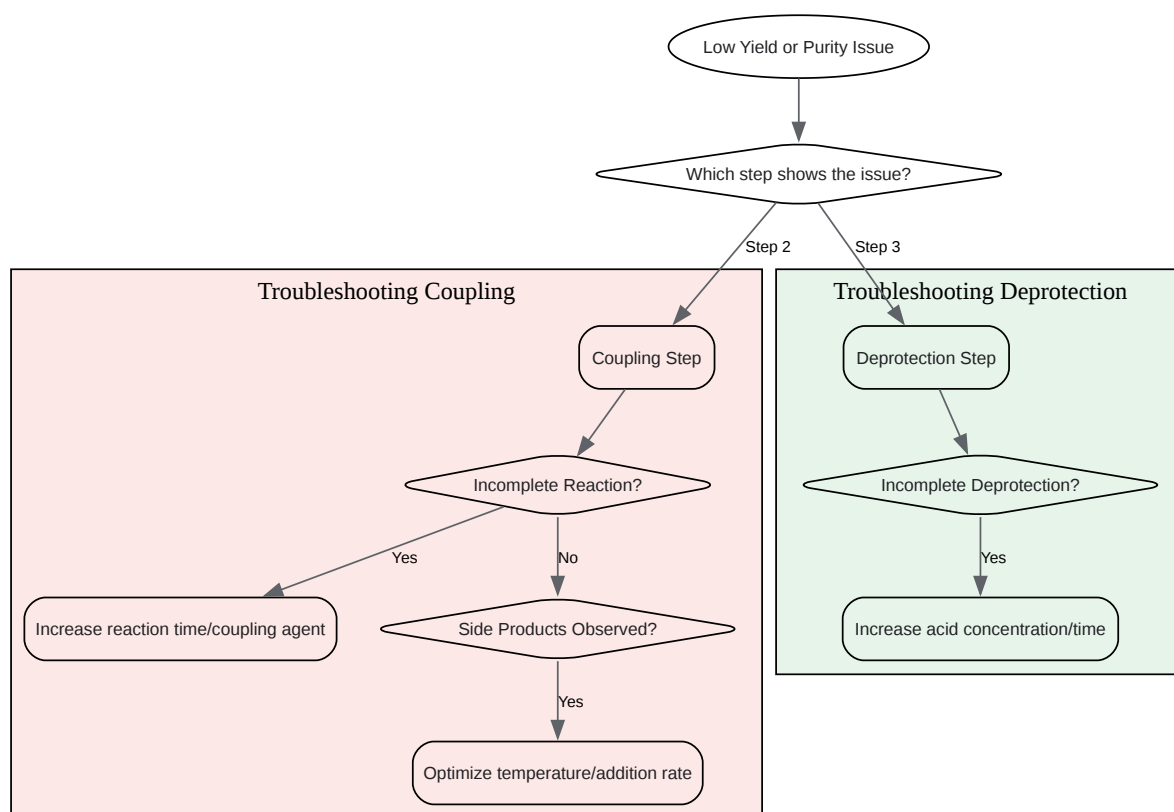 Low Yield or Purity Issue
Which step shows the issue?
Step 2
Step 3
Troubleshooting Coupling
Troubleshooting Deprotection
Coupling Step
Deprotection Step
Incomplete Reaction?
Incomplete Deprotection?
Yes
No
Yes
Increase reaction time/coupling agent
Side Products Observed?
Increase acid concentration/time
Yes
Optimize temperature/addition rate